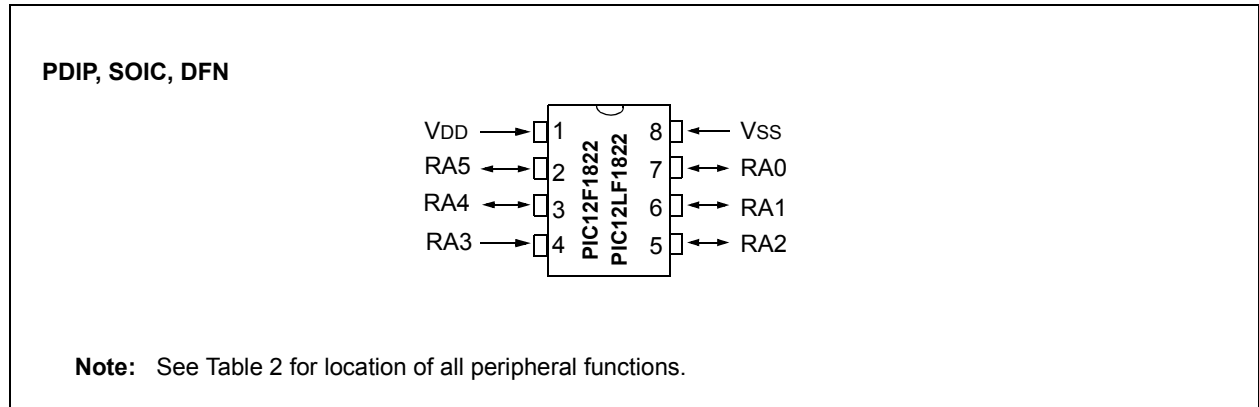 PDIP, SOIC, DFN
VDD 1 8 VSS
RA5 2 7 RA0
RA4 3 6 RA1
RA3 4 5 RA2
PIC12F1822
PIC12LF1822
Note: See Table 2 for location of all peripheral functions.